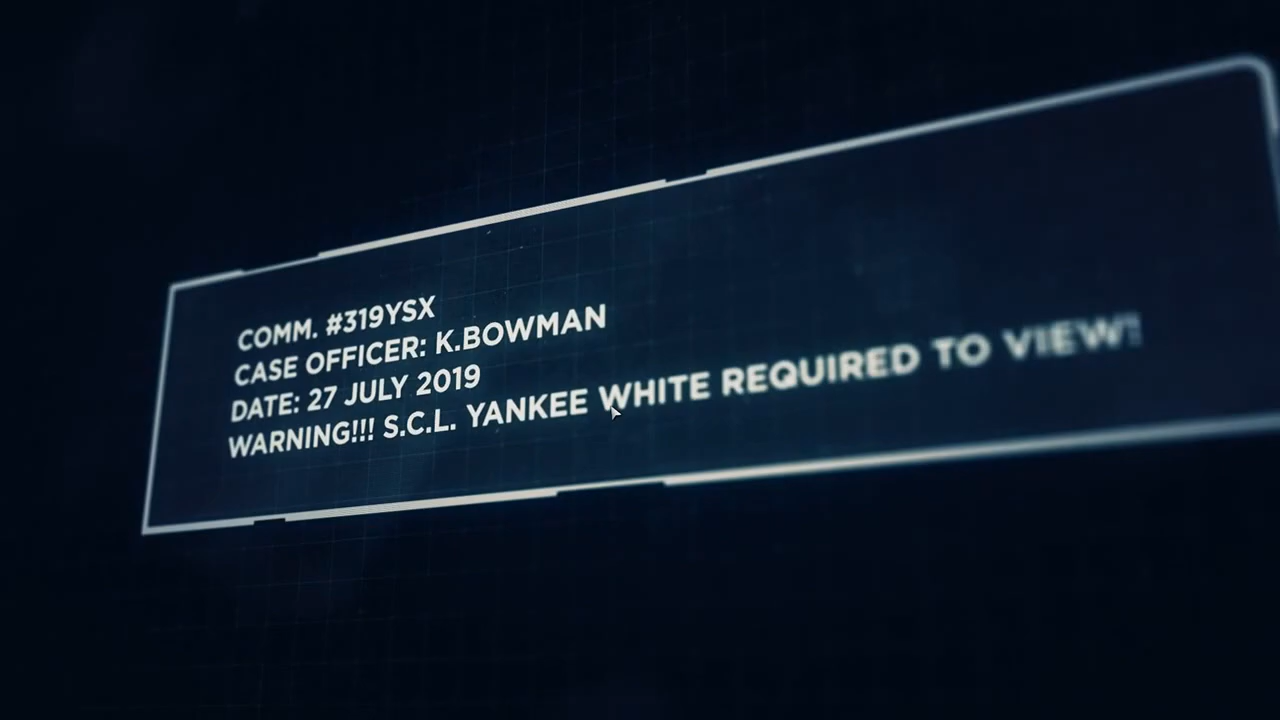 COMM. #319YSX
CASE OFFICER: K.BOWMAN
DATE: 27 JULY 2019
WARNING!!! S.C.L. YANKEE WHITE REQUIRED TO VIEW!